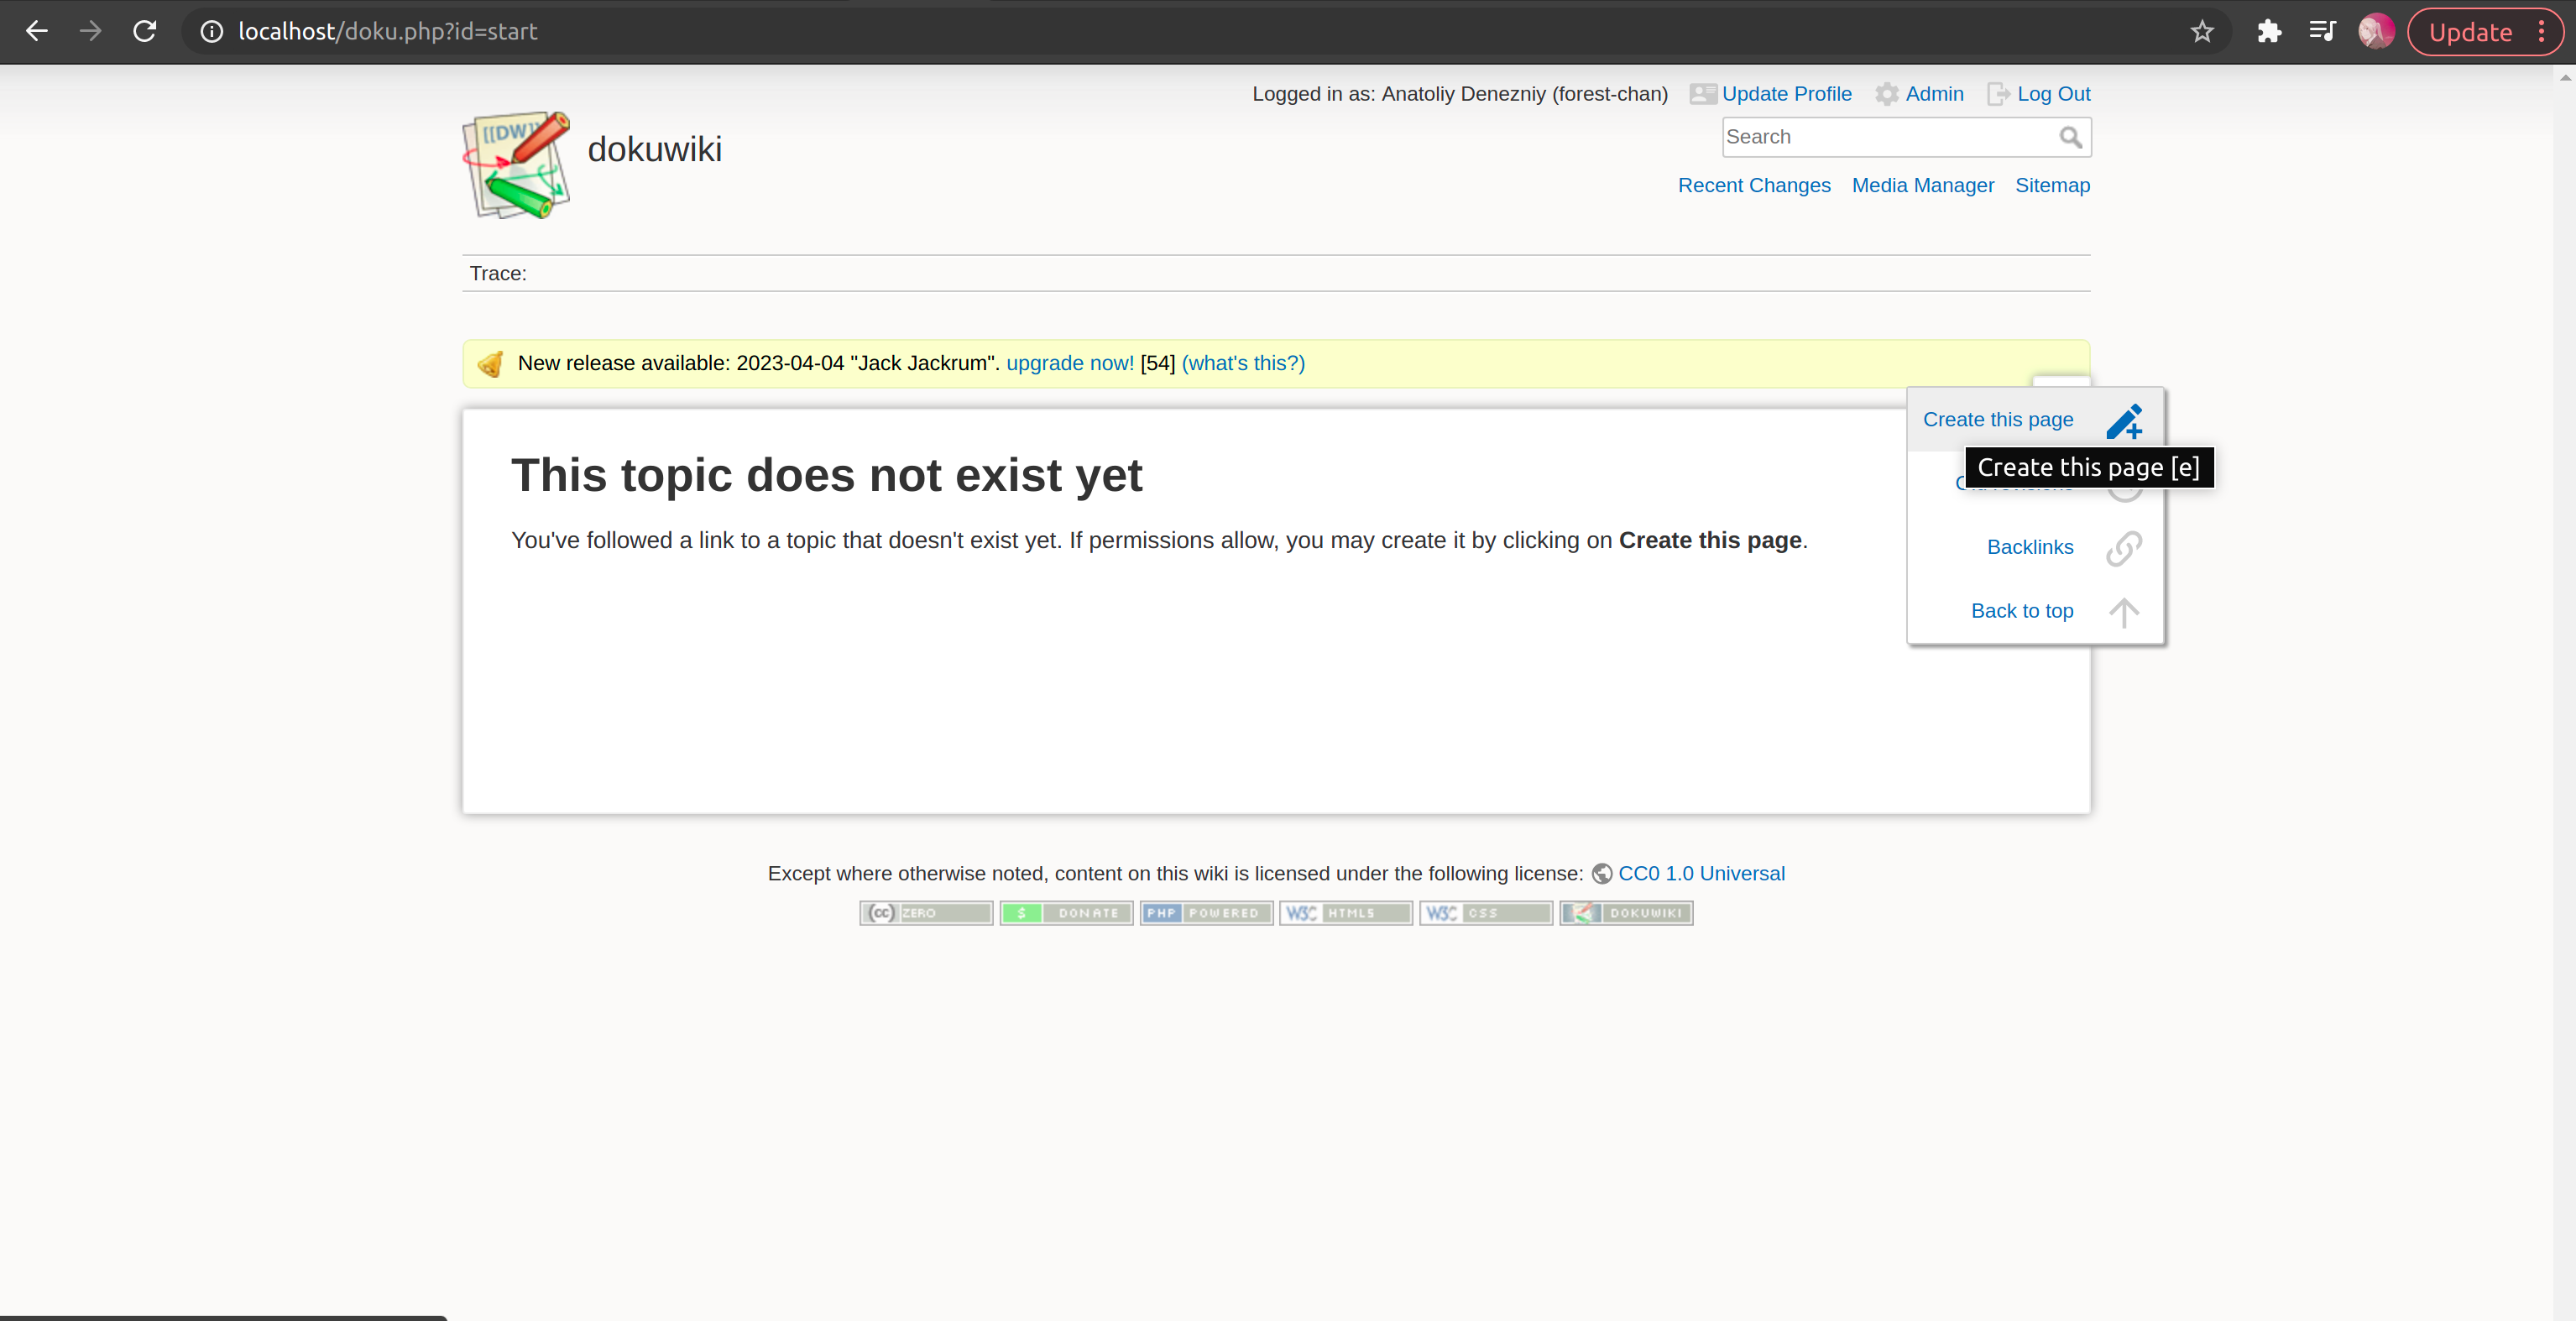 localhost/doku.php?id=start
Update
Logged in as: Anatoliy Denezniy (forest-chan) Update Profile Admin Log Out
[[DW]]
dokuwiki
Search
Recent Changes Media Manager Sitemap
Trace:
New release available: 2023-04-04 "Jack Jackrum". upgrade now! [54] (what's this?)
Create this page
Create this page [e]
This topic does not exist yet
You've followed a link to a topic that doesn't exist yet. If permissions allow, you may create it by clicking on Create this page.
Backlinks
Back to top
Except where otherwise noted, content on this wiki is licensed under the following license: CC0 1.0 Universal
(cc) ZERO $ DONATE PHP POWERED W3C HTML5 W3C CSS DOKUWIKI